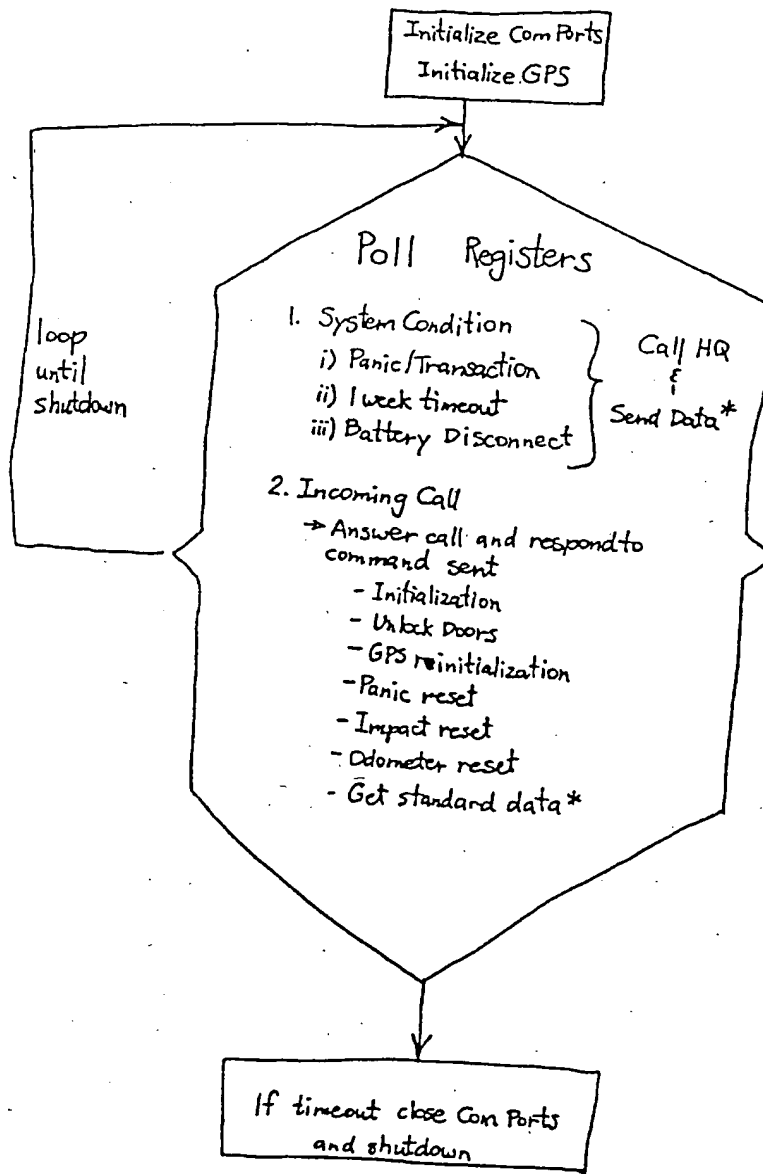 Initialize Com Ports
Initialize GPS
Poll Registers
loop
until
shutdown
1. System Condition
i) Panic/Transaction
ii) 1 week timeout
iii) Battery Disconnect
Call HQ
&
Send Data*
2. Incoming Call
→ Answer call and respond to
command sent
- Initialization
- Unlock Doors
- GPS reinitialization
- Panic reset
- Impact reset
- Odometer reset
- Get standard data*
If timeout close Com Ports
and shutdown